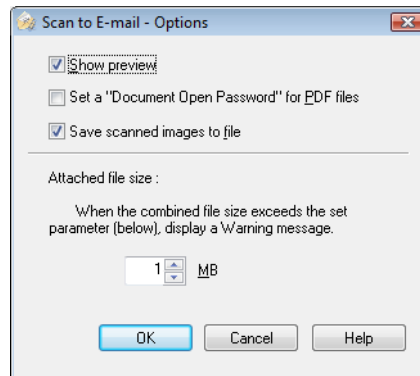 Scan to E-mail - Options
Show preview
Set a "Document Open Password" for PDF files
Save scanned images to file
Attached file size :
When the combined file size exceeds the set
parameter (below), display a Warning message.
1 MB
OK Cancel Help